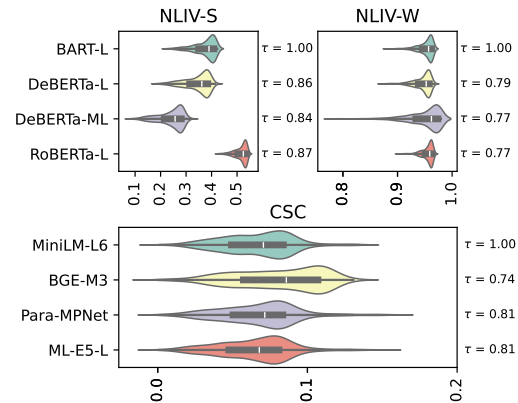 NLIV-S NLIV-W
BART-L τ = 1.00 τ = 1.00
DeBERTa-L τ = 0.86 τ = 0.79
DeBERTa-ML τ = 0.84 τ = 0.77
RoBERTa-L τ = 0.87 τ = 0.77
0.1 0.2 0.3 0.4 0.5 0.8 0.9 1.0
CSC
MiniLM-L6 τ = 1.00
BGE-M3 τ = 0.74
Para-MPNet τ = 0.81
ML-E5-L τ = 0.81
0.0 0.1 0.2